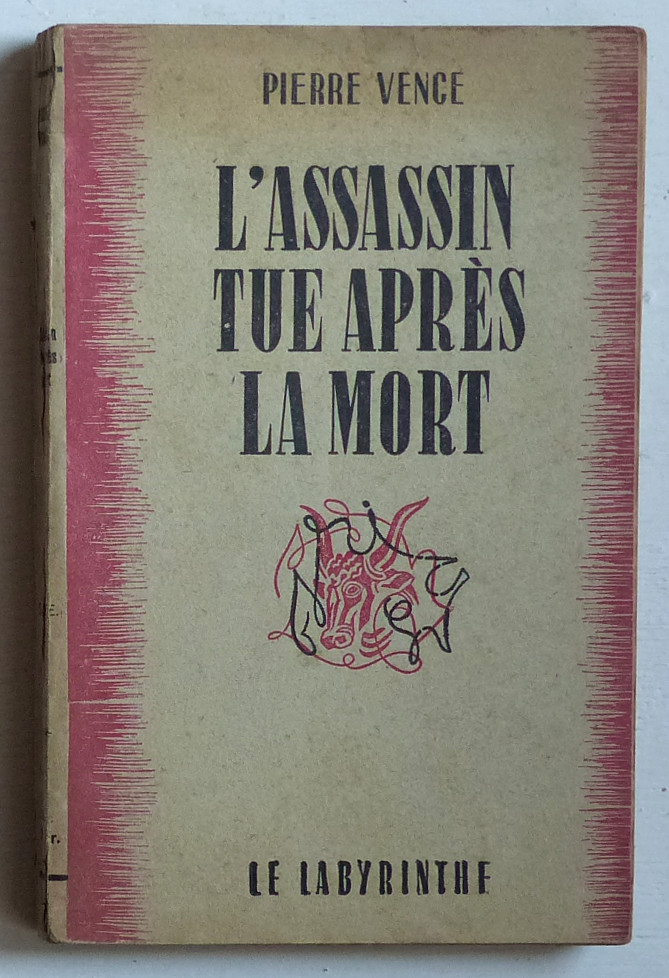 PIERRE VENCE
L'ASSASSIN
TUE APRÈS
LA MORT
LE LABYRINTHE